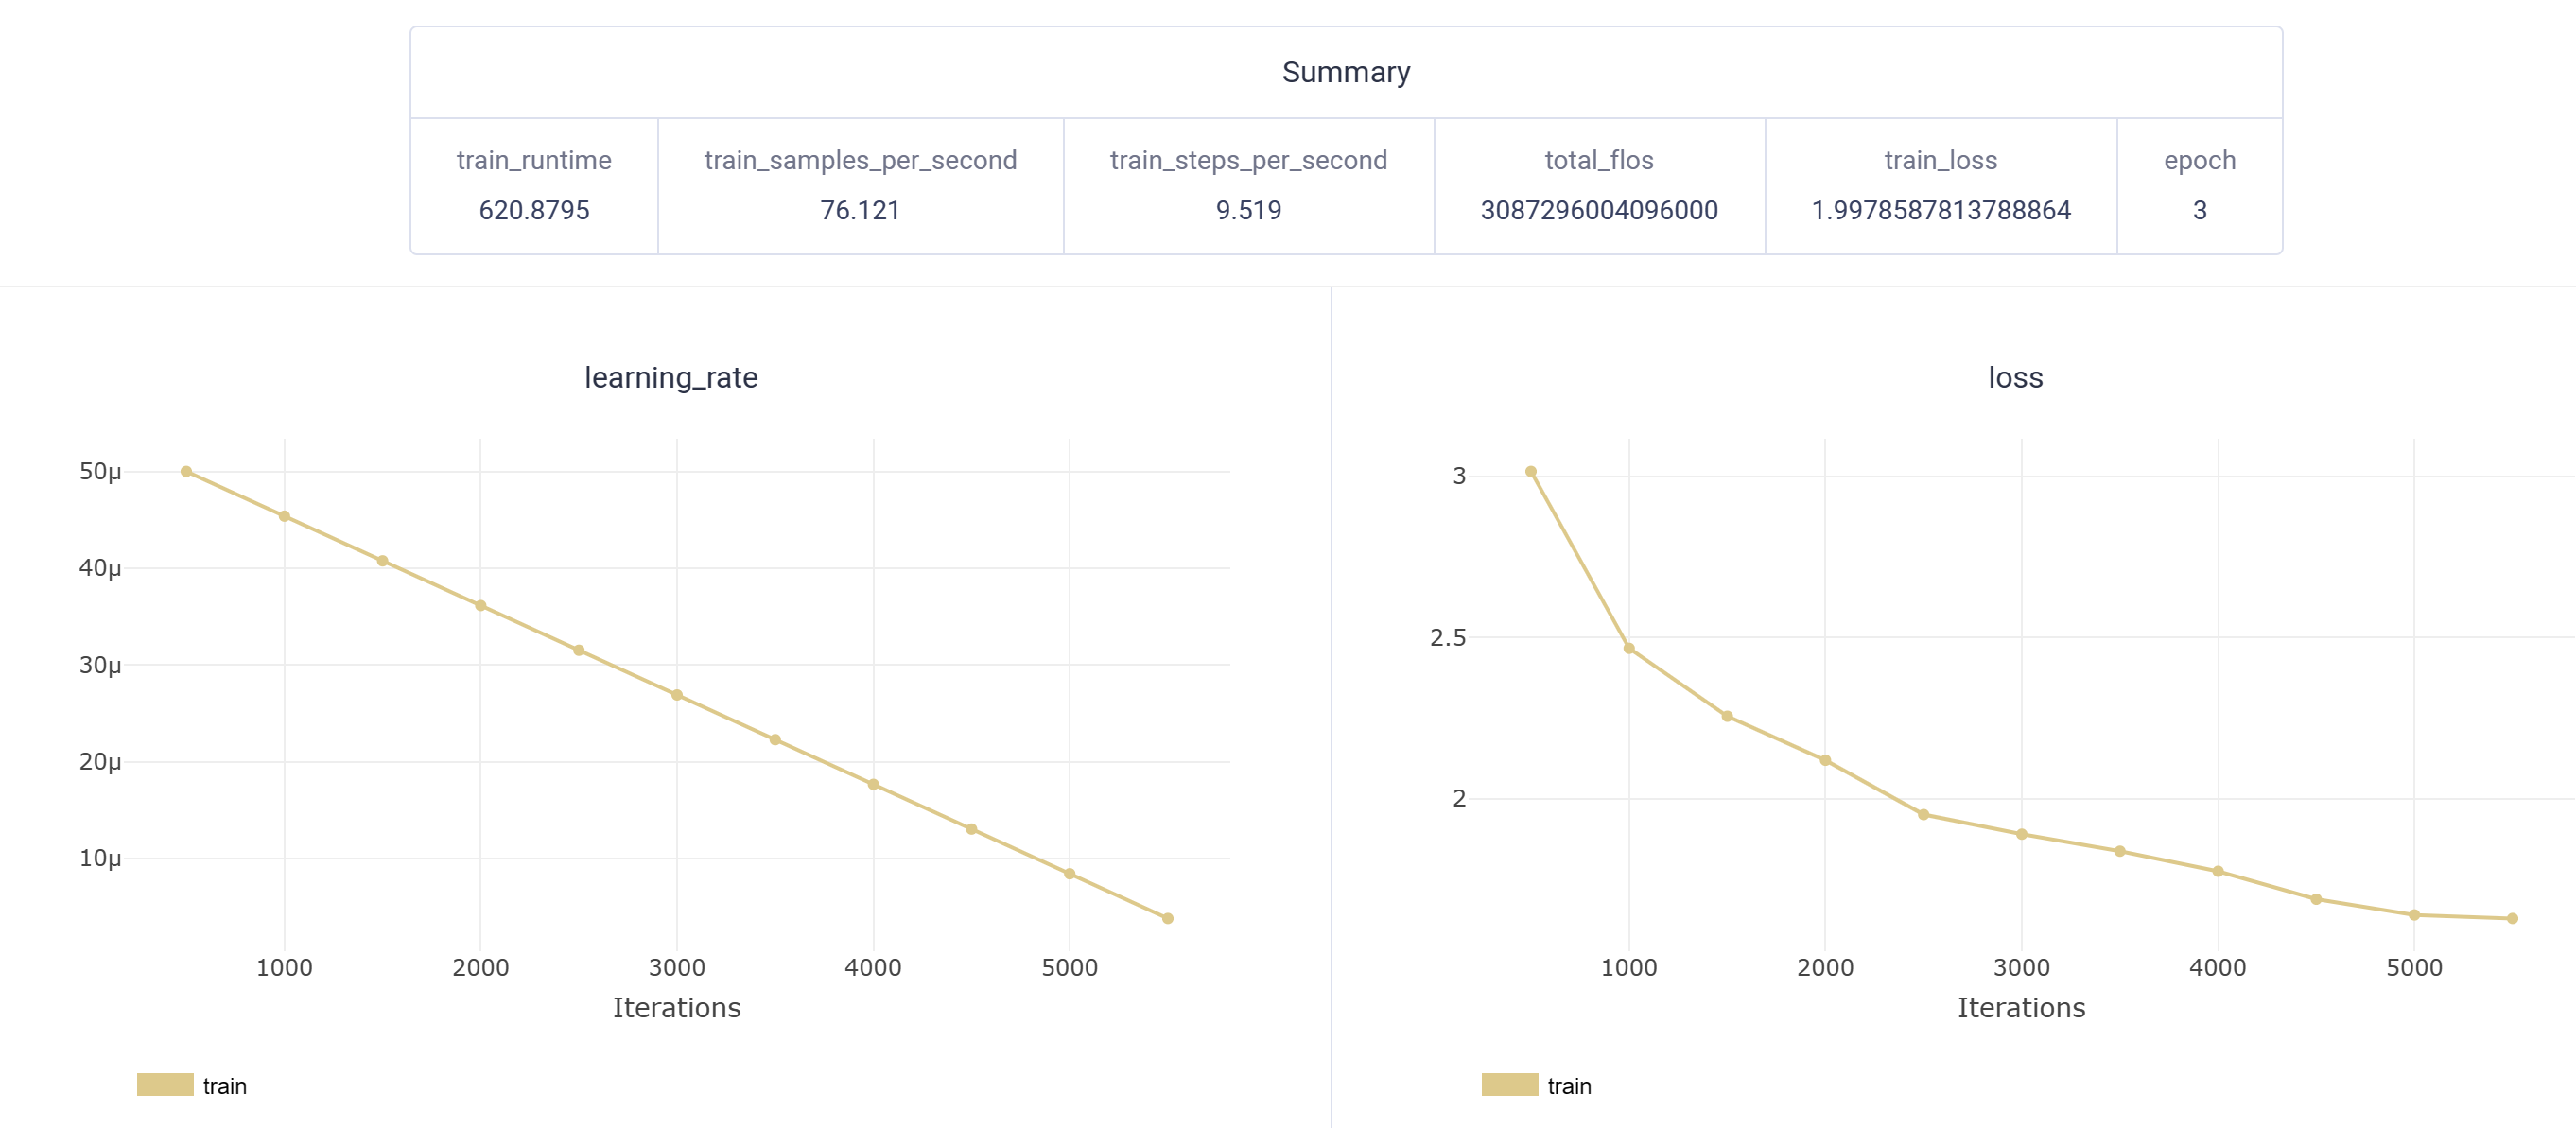 Summary
train_runtime train_samples_per_second train_steps_per_second total_flos train_loss epoch
620.8795 76.121 9.519 3087296004096000 1.9978587813788864 3
learning_rate
50μ
40μ
30μ
20μ
10μ
1000 2000 3000 4000 5000
Iterations
train
loss
3
2.5
2
1000 2000 3000 4000 5000
Iterations
train